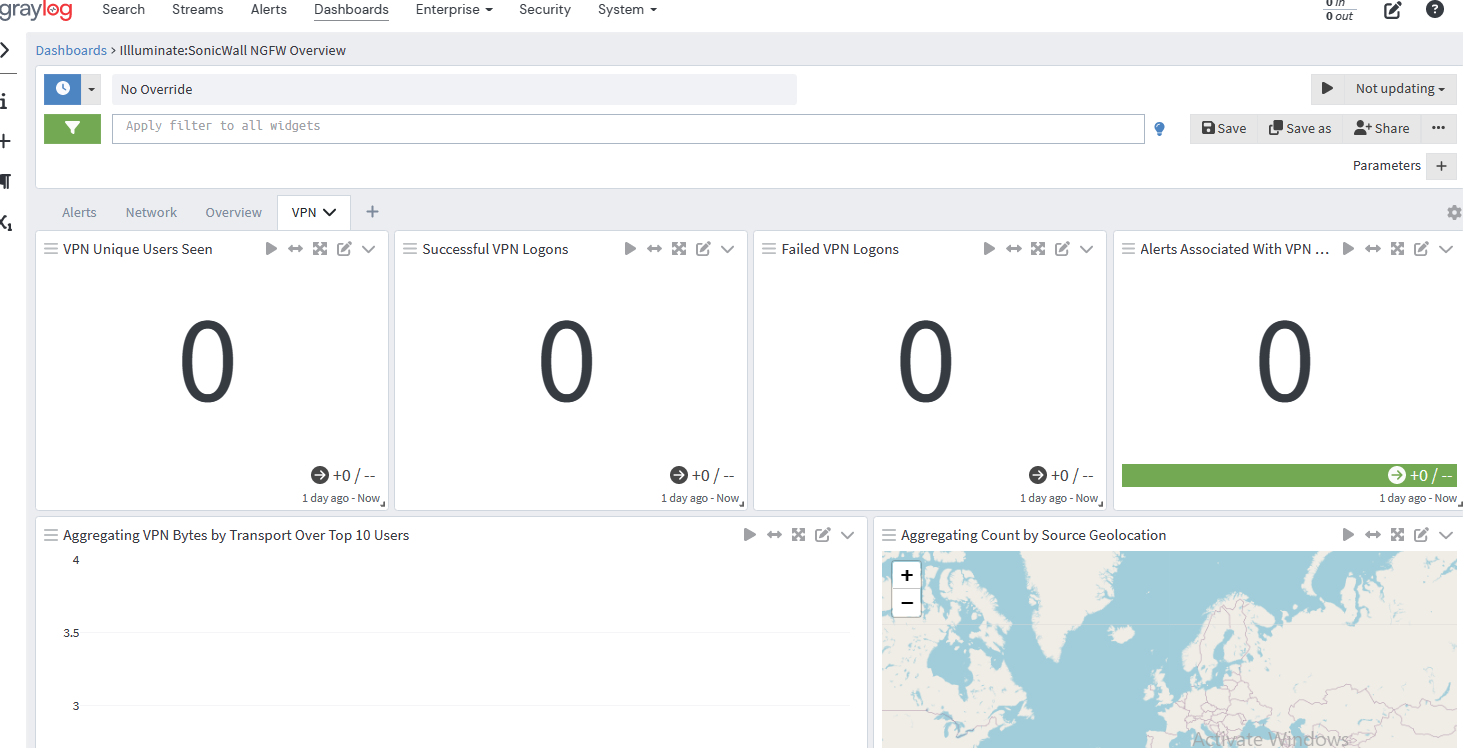 graylog Search Streams Alerts Dashboards Enterprise Security System 0 in
0 out
Dashboards > Illluminate:SonicWall NGFW Overview
No Override Not updating
Apply filter to all widgets Save Save as Share
Parameters +
Alerts Network Overview VPN +
VPN Unique Users Seen
0
+0 / --
1 day ago - Now
Successful VPN Logons
0
+0 / --
1 day ago - Now
Failed VPN Logons
0
+0 / --
1 day ago - Now
Alerts Associated With VPN ...
0
+0 / --
1 day ago - Now
Aggregating VPN Bytes by Transport Over Top 10 Users
4
3.5
3
Aggregating Count by Source Geolocation
+
−
Activate Windows